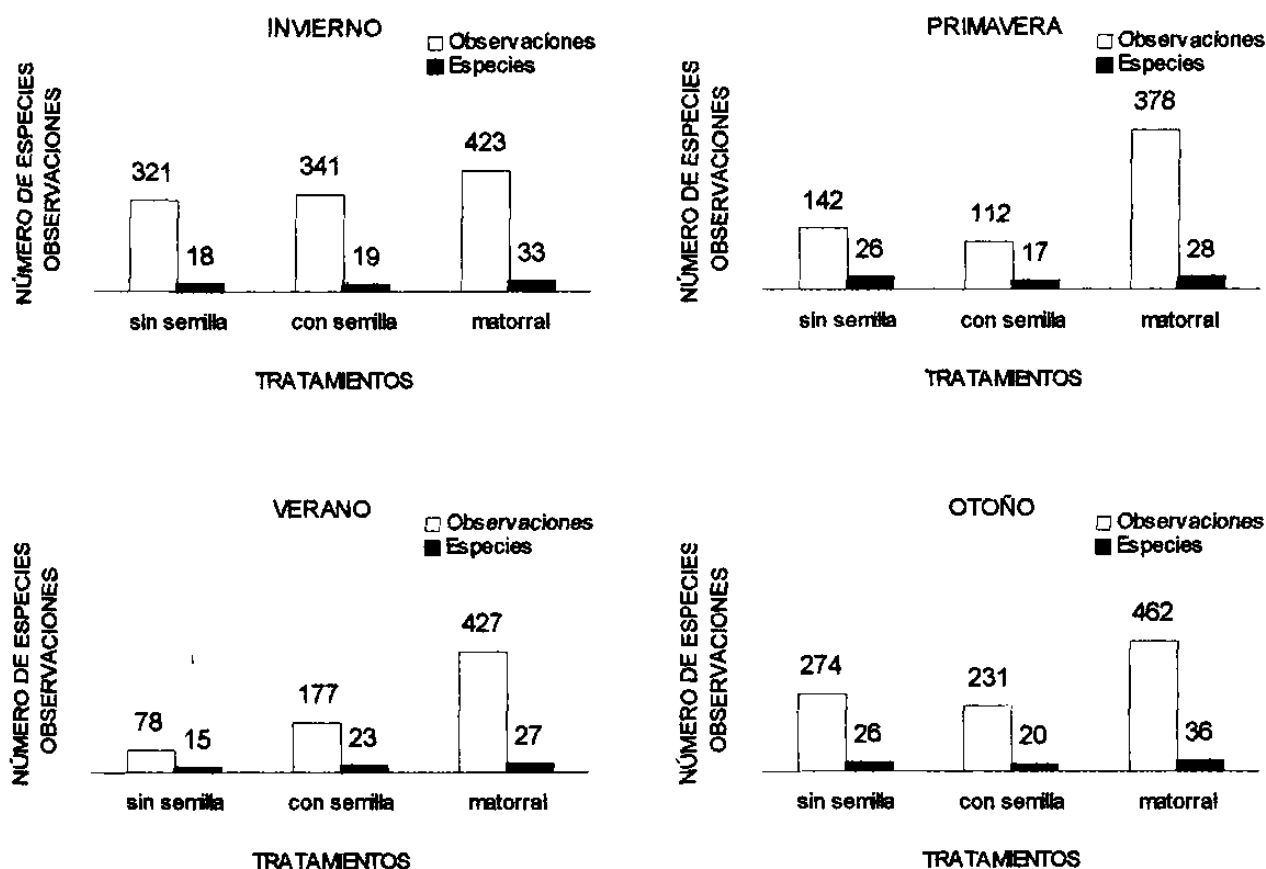 INVIERNO
Observaciones
Especies
NÚMERO DE ESPECIES
OBSERVACIONES
321
18
341
19
423
33
sin semilla
con semilla
matorral
TRATAMIENTOS
PRIMAVERA
Observaciones
Especies
NÚMERO DE ESPECIES
OBSERVACIONES
142
26
112
17
378
28
sin semilla
con semilla
matorral
TRATAMIENTOS
VERANO
Observaciones
Especies
NÚMERO DE ESPECIES
OBSERVACIONES
78
15
177
23
427
27
sin semilla
con semilla
matorral
TRATAMIENTOS
OTOÑO
Observaciones
Especies
NÚMERO DE ESPECIES
OBSERVACIONES
274
26
231
20
462
36
sin semilla
con semilla
matorral
TRATAMIENTOS